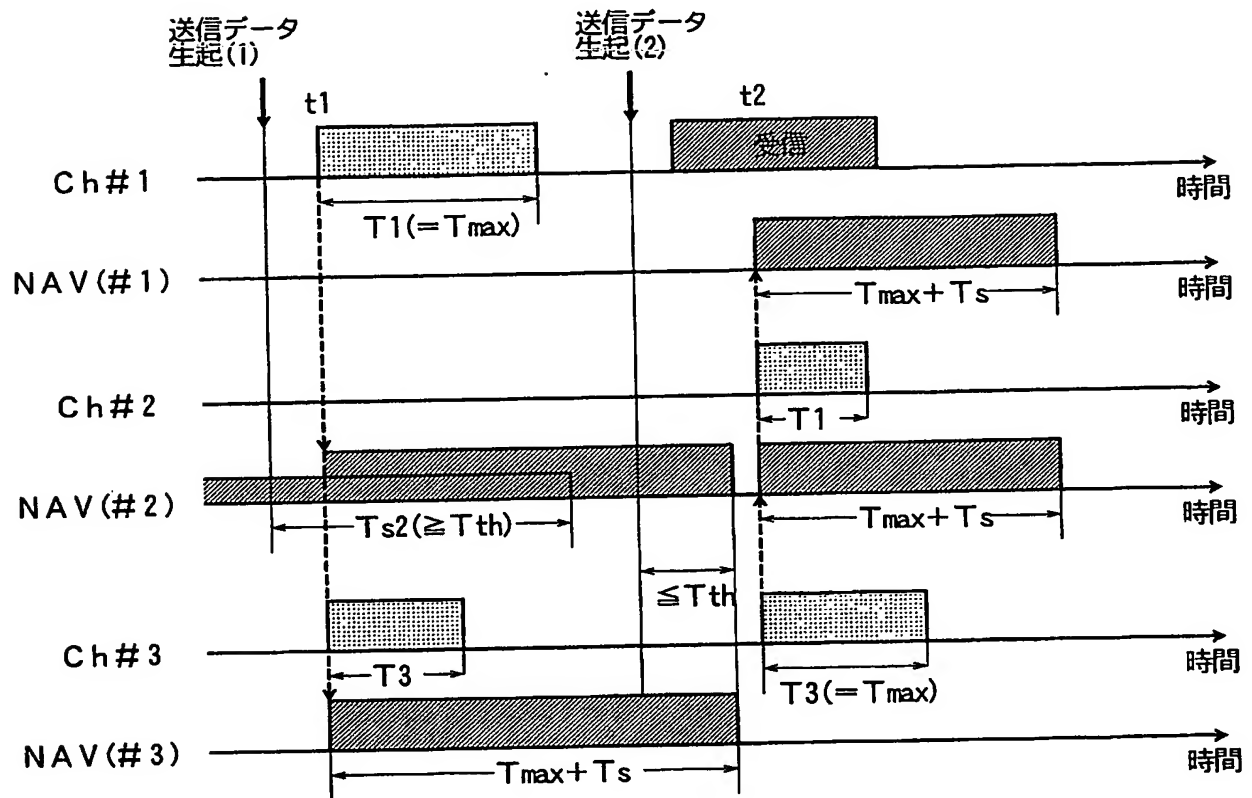 送信データ
生起(1)
送信データ
生起(2)
t1
t2
受信
Ch#1
時間
T1(=Tmax)
NAV(#1)
時間
Tmax+Ts
Ch#2
時間
T1
NAV(#2)
時間
Ts2(≧Tth)
Tmax+Ts
≦Tth
Ch#3
時間
T3
T3(=Tmax)
NAV(#3)
時間
Tmax+Ts